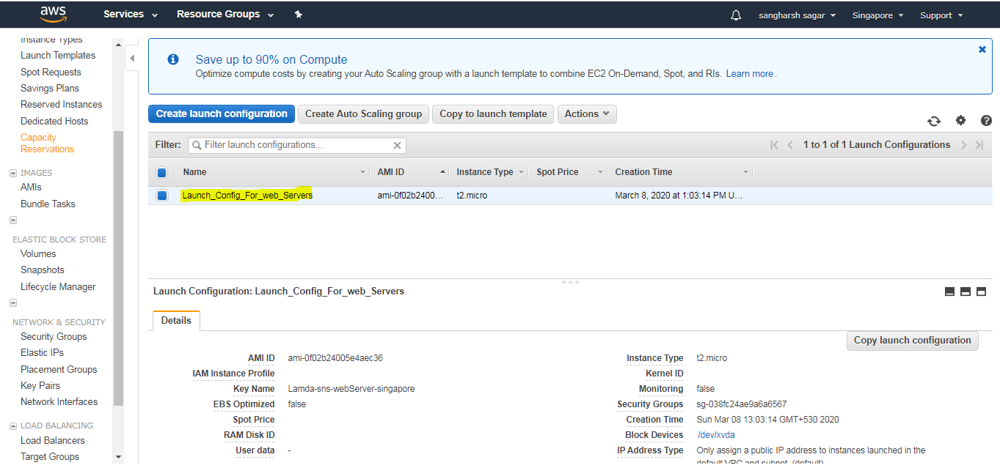 aws Services Resource Groups sangharsh sagar Singapore Support
Instance Types
Launch Templates
Spot Requests
Savings Plans
Reserved Instances
Dedicated Hosts
Capacity
Reservations
IMAGES
AMIs
Bundle Tasks
ELASTIC BLOCK STORE
Volumes
Snapshots
Lifecycle Manager
NETWORK & SECURITY
Security Groups
Elastic IPs
Placement Groups
Key Pairs
Network Interfaces
LOAD BALANCING
Load Balancers
Target Groups
Save up to 90% on Compute
Optimize compute costs by creating your Auto Scaling group with a launch template to combine EC2 On-Demand, Spot, and RIs. Learn more.
Create launch configuration Create Auto Scaling group Copy to launch template Actions
Filter: Filter launch configurations... 1 to 1 of 1 Launch Configurations
Name AMI ID Instance Type Spot Price Creation Time
Launch_Config_For_web_Servers ami-0f02b2400... t2.micro March 8, 2020 at 1:03:14 PM U...
Launch Configuration: Launch_Config_For_web_Servers
Details
Copy launch configuration
AMI ID ami-0f02b24005e4aec36 Instance Type t2.micro
IAM Instance Profile Kernel ID
Key Name Lamda-sns-webServer-singapore Monitoring false
EBS Optimized false Security Groups sg-038fc24ae9a6a6567
Spot Price Creation Time Sun Mar 08 13:03:14 GMT+530 2020
RAM Disk ID Block Devices /dev/xvda
User data - IP Address Type Only assign a public IP address to instances launched in the
default VPC and subnet. (default)